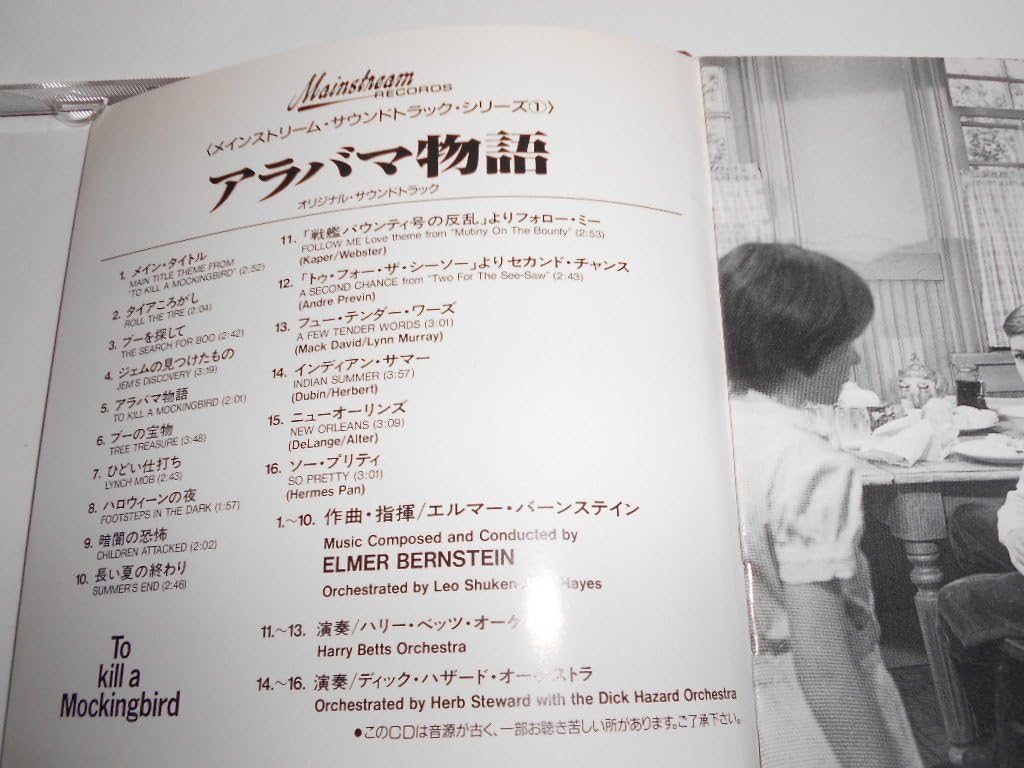 Mainstream
RECORDS
〈メインストリーム・サウンドトラック・シリーズ①〉
アラバマ物語
オリジナル・サウンドトラック
1. メイン・タイトル
MAIN TITLE THEME FROM
"TO KILL A MOCKINGBIRD" (2:52)
2. タイアころがし
ROLL THE TIRE (2:04)
3. ブーを探して
THE SEARCH FOR BOO (2:42)
4. ジェムの見つけたもの
JEM'S DISCOVERY (3:19)
5. アラバマ物語
TO KILL A MOCKINGBIRD (2:01)
6. ブーの宝物
TREE TREASURE (3:48)
7. ひどい仕打ち
LYNCH MOB (2:43)
8. ハロウィーンの夜
FOOTSTEPS IN THE DARK (1:57)
9. 暗闇の恐怖
CHILDREN ATTACKED (2:02)
10. 長い夏の終わり
SUMMER'S END (2:46)
11. 「戦艦バウンティ号の反乱」よりフォロー・ミー
FOLLOW ME Love theme from "Mutiny On The Bounty" (2:53)
(Kaper/Webster)
12. 「トゥ・フォー・ザ・シーソー」よりセカンド・チャンス
A SECOND CHANCE from "Two For The See-Saw" (2:43)
(Andre Previn)
13. フュー・テンダー・ワーズ
A FEW TENDER WORDS (3:01)
(Mack David/Lynn Murray)
14. インディアン・サマー
INDIAN SUMMER (3:57)
(Dubin/Herbert)
15. ニューオーリンズ
NEW ORLEANS (3:09)
(DeLange/Alter)
16. ソー・プリティ
SO PRETTY (3:01)
(Hermes Pan)
1.〜10. 作曲・指揮/エルマー・バーンステイン
Music Composed and Conducted by
ELMER BERNSTEIN
Orchestrated by Leo Shuken Hayes
11.〜13. 演奏/ハリー・ベッツ・オーケ
Harry Betts Orchestra
14.〜16. 演奏/ディック・ハザード・オーケストラ
Orchestrated by Herb Steward with the Dick Hazard Orchestra
●このCDは音源が古く、一部お聴き苦しい所があります。ご了承下さい。
To
kill a
Mockingbird